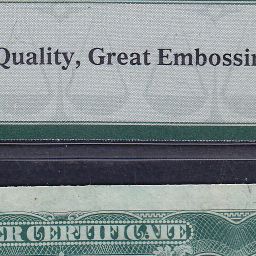 Quality, Great Embossin
ER CERTIFICATE